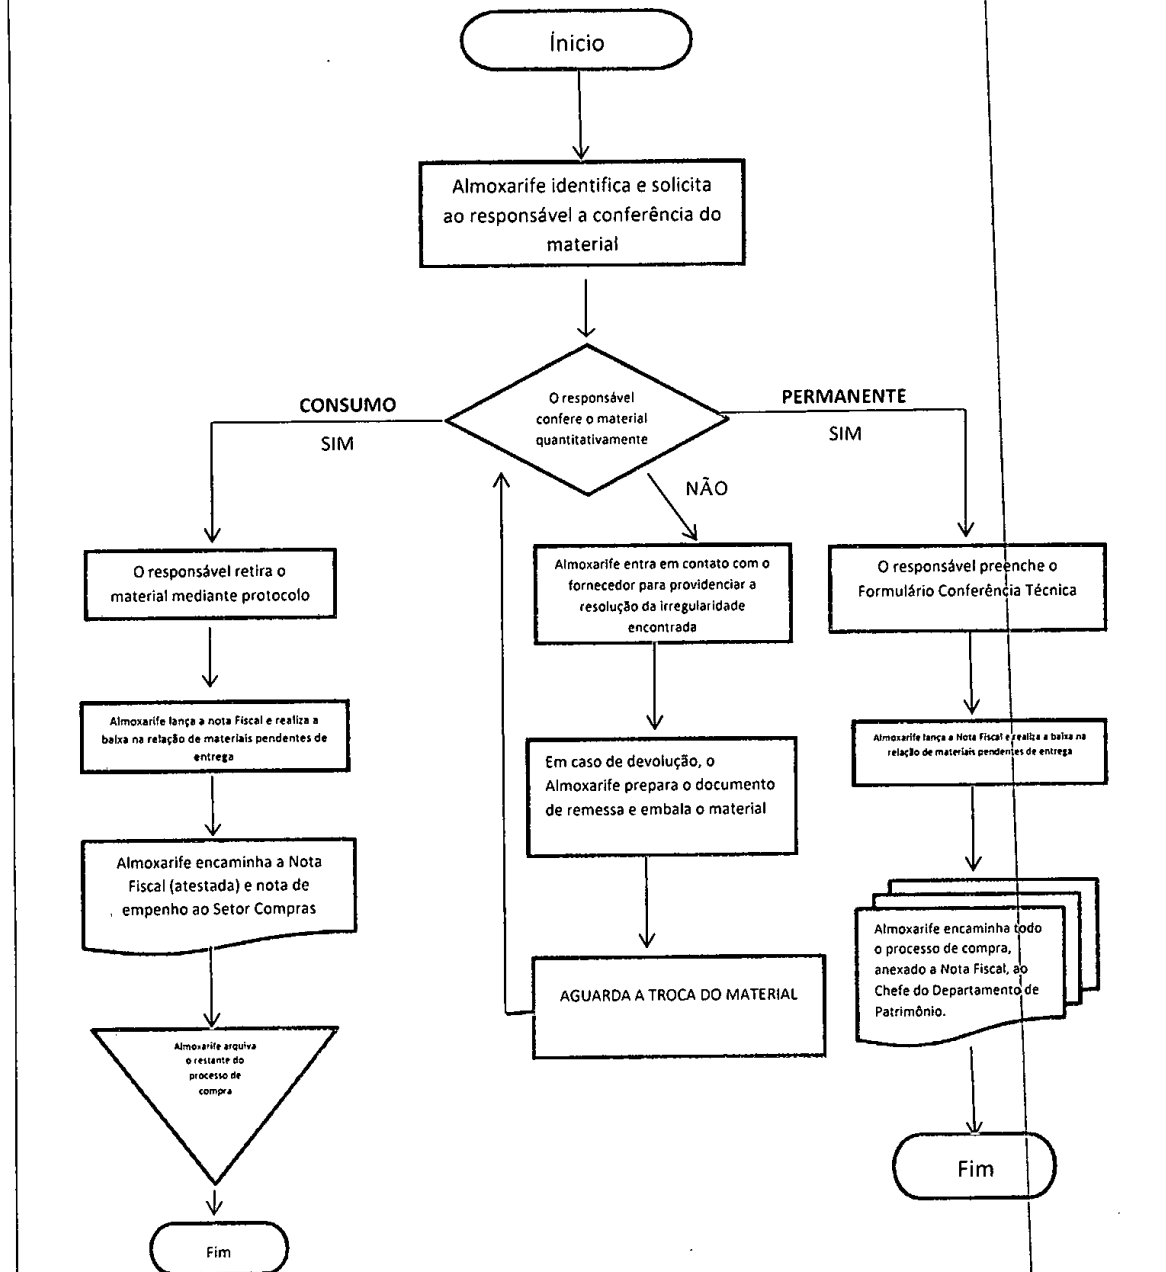 Ínicio
Almoxarife identifica e solicita
ao responsável a conferência do
material
O responsável
confere o material
quantitativamente
CONSUMO
SIM
PERMANENTE
SIM
NÃO
O responsável retira o
material mediante protocolo
Almoxarife lança a nota Fiscal e realiza a
baixa na relação de materiais pendentes de
entrega
Almoxarife encaminha a Nota
Fiscal (atestada) e nota de
empenho ao Setor Compras
Almoxarife arquiva
o restante do
processo de
compra
Fim
Almoxarife entra em contato com o
fornecedor para providenciar a
resolução da irregularidade
encontrada
Em caso de devolução, o
Almoxarife prepara o documento
de remessa e embala o material
AGUARDA A TROCA DO MATERIAL
O responsável preenche o
Formulário Conferência Técnica
Almoxarife lança a Nota Fiscal e realiza a baixa na
relação de materiais pendentes de entrega
Almoxarife encaminha todo
o processo de compra,
anexado a Nota Fiscal, ao
Chefe do Departamento de
Patrimônio.
Fim